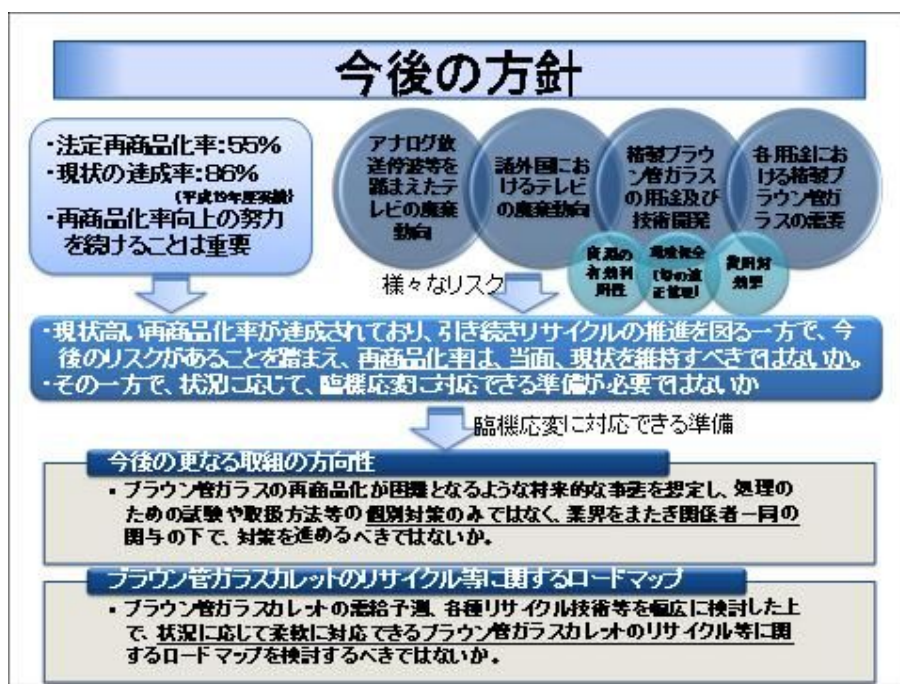 今後の方針
・法定再商品化率:55%
・現状の達成率:86%
(平成19年度実績)
・再商品化率向上の努力
を続けることは重要
アナログ放
送停波等を
踏まえたテ
レビの廃棄
動向
諸外国にお
けるテレビ
の廃棄動向
精製ブラウ
ン管ガラス
の用途及び
技術開発
各用途にお
ける精製ブ
ラウン管ガ
ラスの需要
資源の
有効利
用性
環境保全
(鉛の適
正管理)
費用対
効果
様々なリスク
・現状高い再商品化率が達成されており、引き続きリサイクルの推進を図る一方で、今
後のリスクがあることを踏まえ、再商品化率は、当面、現状を維持すべきではないか。
・その一方で、状況に応じて、臨機応変に対応できる準備が必要ではないか
臨機応変に対応できる準備
今後の更なる取組の方向性
▪ ブラウン管ガラスの再商品化が困難となるような将来的な事態を想定し、処理の
ための試験や取扱方法等の個別対策のみではなく、業界をまたぎ関係者一同の
関与の下で、対策を進めるべきではないか。
ブラウン管ガラスカレットのリサイクル等に関するロードマップ
▪ ブラウン管ガラスカレットの需給予測、各種リサイクル技術等を幅広に検討した上
で、状況に応じて柔軟に対応できるブラウン管ガラスカレットのリサイクル等に関
するロードマップを検討するべきではないか。